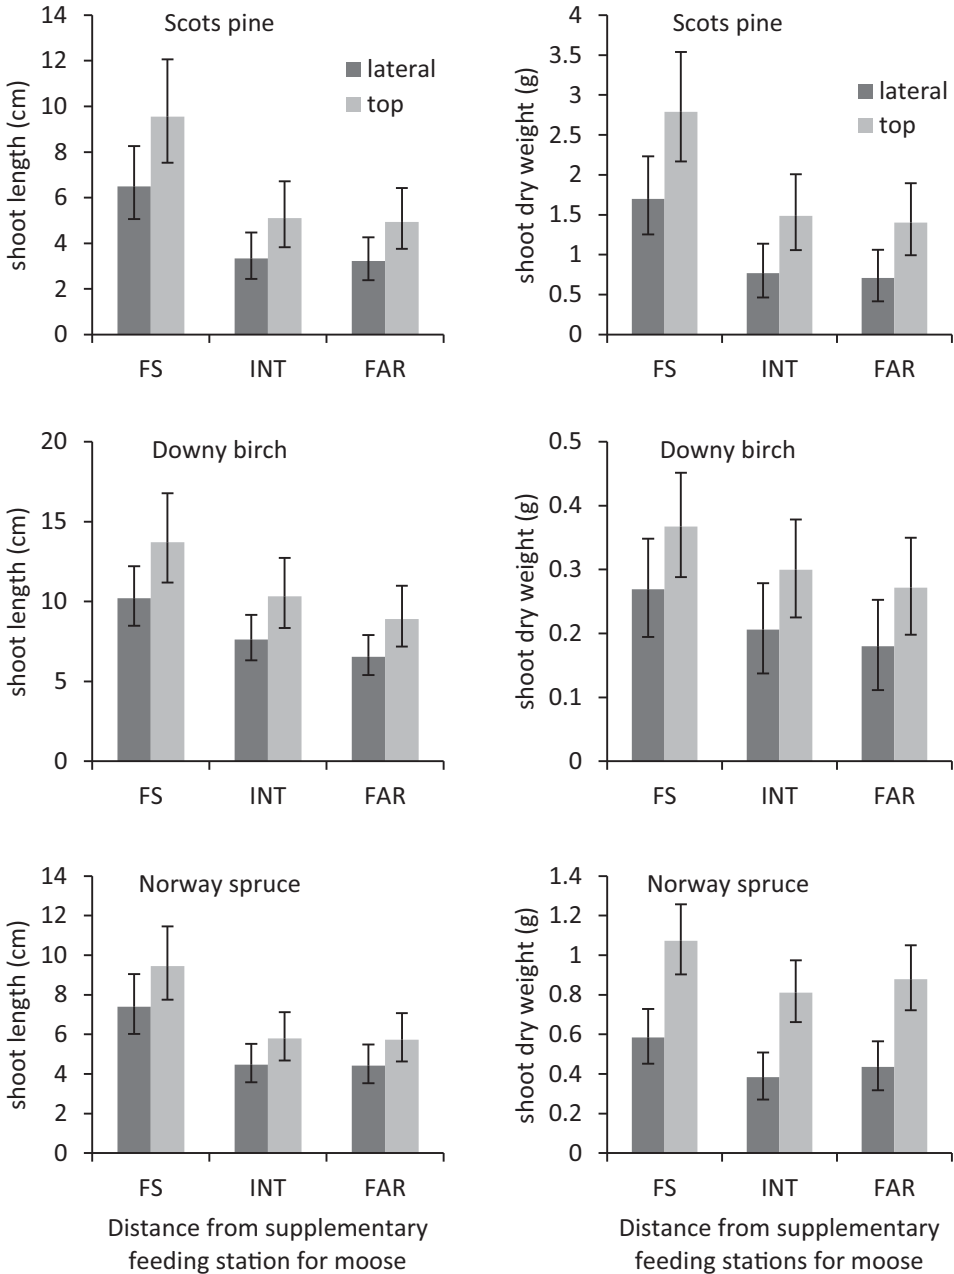 Scots pine
shoot length (cm)
14
12
10
8
6
4
2
0
lateral
top
FS INT FAR
Scots pine
shoot dry weight (g)
4
3.5
3
2.5
2
1.5
1
0.5
0
lateral
top
FS INT FAR
Downy birch
shoot length (cm)
20
15
10
5
0
FS INT FAR
Downy birch
shoot dry weight (g)
0.5
0.4
0.3
0.2
0.1
0
FS INT FAR
Norway spruce
shoot length (cm)
14
12
10
8
6
4
2
0
FS INT FAR
Distance from supplementary
feeding station for moose
Norway spruce
shoot dry weight (g)
1.4
1.2
1
0.8
0.6
0.4
0.2
0
FS INT FAR
Distance from supplementary
feeding stations for moose